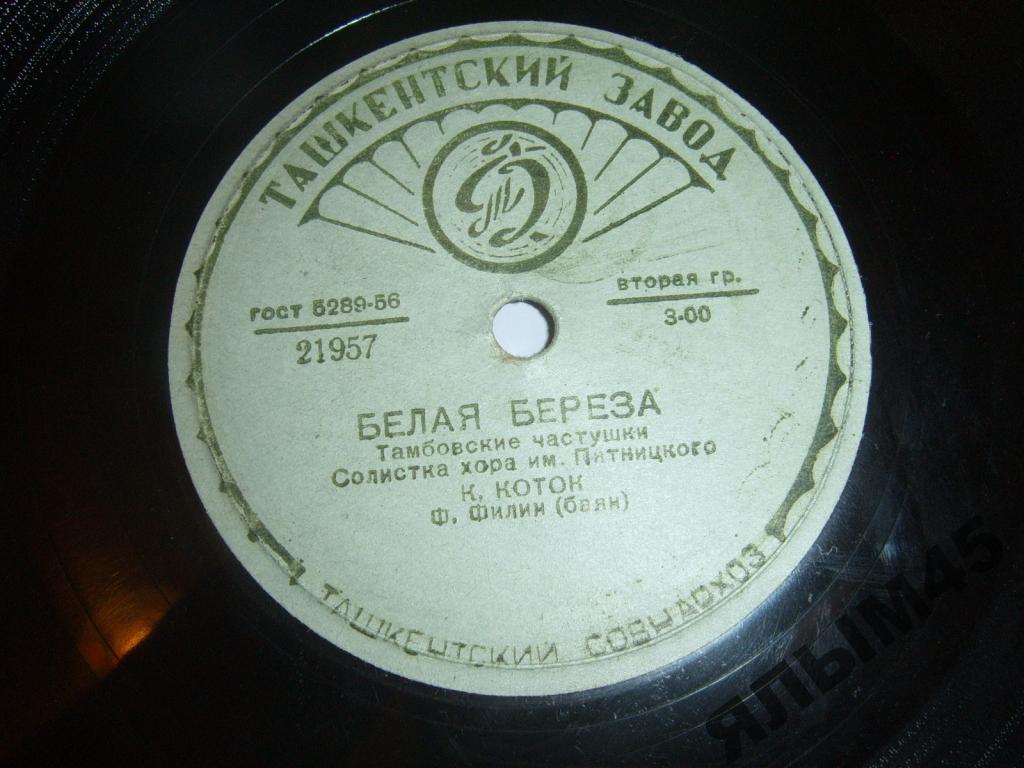 ТАШКЕНТСКИЙ ЗАВОД
ГОСТ 5289-56
21957
вторая гр.
3-00
БЕЛАЯ БЕРЕЗА
Тамбовские частушки
Солистка хора им. Пятницкого
К. КОТОК
Ф. Филин (баян)
ТАШКЕНТСКИЙ СОВНАРХОЗ
ЯЛЫМ45